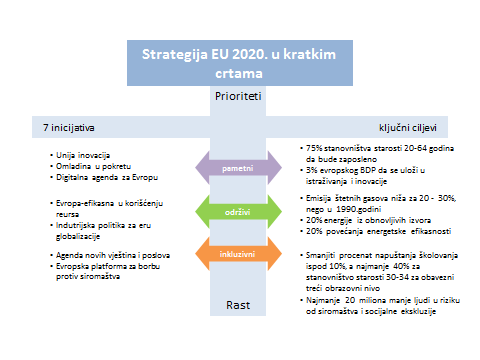 Strategija EU 2020. u kratkim
crtama
Prioriteti
7 inicijativa
ključni ciljevi
• Unija inovacija
• Omladina u pokretu
• Digitalna agenda za Evropu
pametni
• 75% stanovništva starosti 20-64 godina
da bude zaposleno
• 3% evropskog BDP da se uloži u
istraživanja i inovacije
• Evropa-efikasna u korišćenju
reursa
• Indutrijska politika za eru
globalizacije
održivi
• Emisija štetnih gasova niža za 20 - 30%,
nego u 1990.godini
• 20% energije iz obnovljivih izvora
• 20% povećanja energetske efikasnosti
• Agenda novih vještina i poslova
• Evropska platforma za borbu
protiv siromaštva
inkluzivni
• Smanjiti procenat napuštanja školovanja
ispod 10%, a najmanje 40% za
stanovništvo starosti 30-34 za obavezni
treći obrazovni nivo
• Najmanje 20 miliona manje ljudi u riziku
od siromaštva i socijalne ekskluzije
Rast